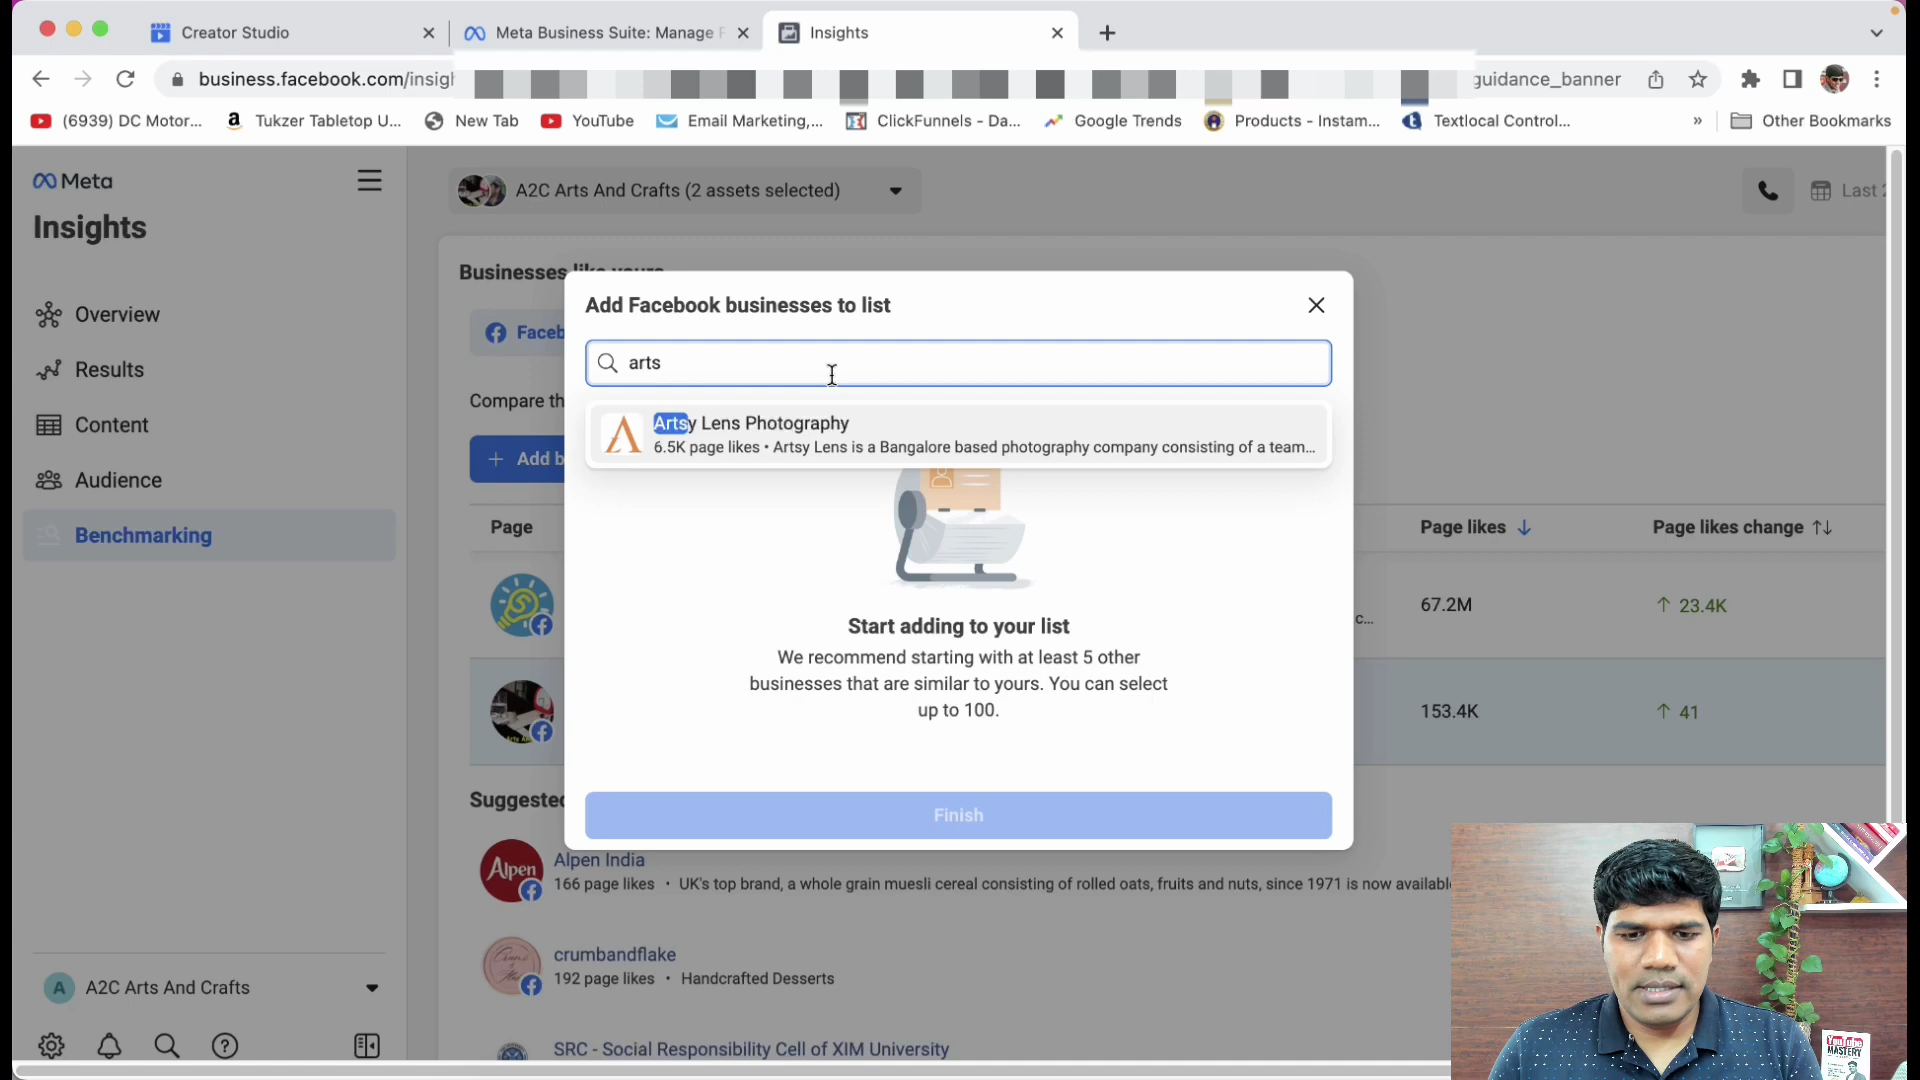 Creator Studio
Meta Business Suite: Manage
Insights
business.facebook.com/insig
guidance_banner
(6939) DC Motor...
Tukzer Tabletop U...
New Tab
YouTube
Email Marketing,...
ClickFunnels - Da...
Google Trends
Products - Instam...
Textlocal Control...
»
Other Bookmarks
Meta
Insights
Overview
Results
Content
Audience
Benchmarking
A A2C Arts And Crafts
A2C Arts And Crafts (2 assets selected)
Last
Businesses like yours
Faceb
Compare th
+ Add b
Page
Page likes
Page likes change
c...
67.2M
23.4K
153.4K
41
Add Facebook businesses to list
arts
Artsy Lens Photography
6.5K page likes • Artsy Lens is a Bangalore based photography company consisting of a team...
Start adding to your list
We recommend starting with at least 5 other
businesses that are similar to yours. You can select
up to 100.
Finish
Suggested
Alpen
Alpen India
166 page likes • UK's top brand, a whole grain muesli cereal consisting of rolled oats, fruits and nuts, since 1971 is now availabl
crumbandflake
192 page likes • Handcrafted Desserts
SRC - Social Responsibility Cell of XIM University
YouTube
MASTERY